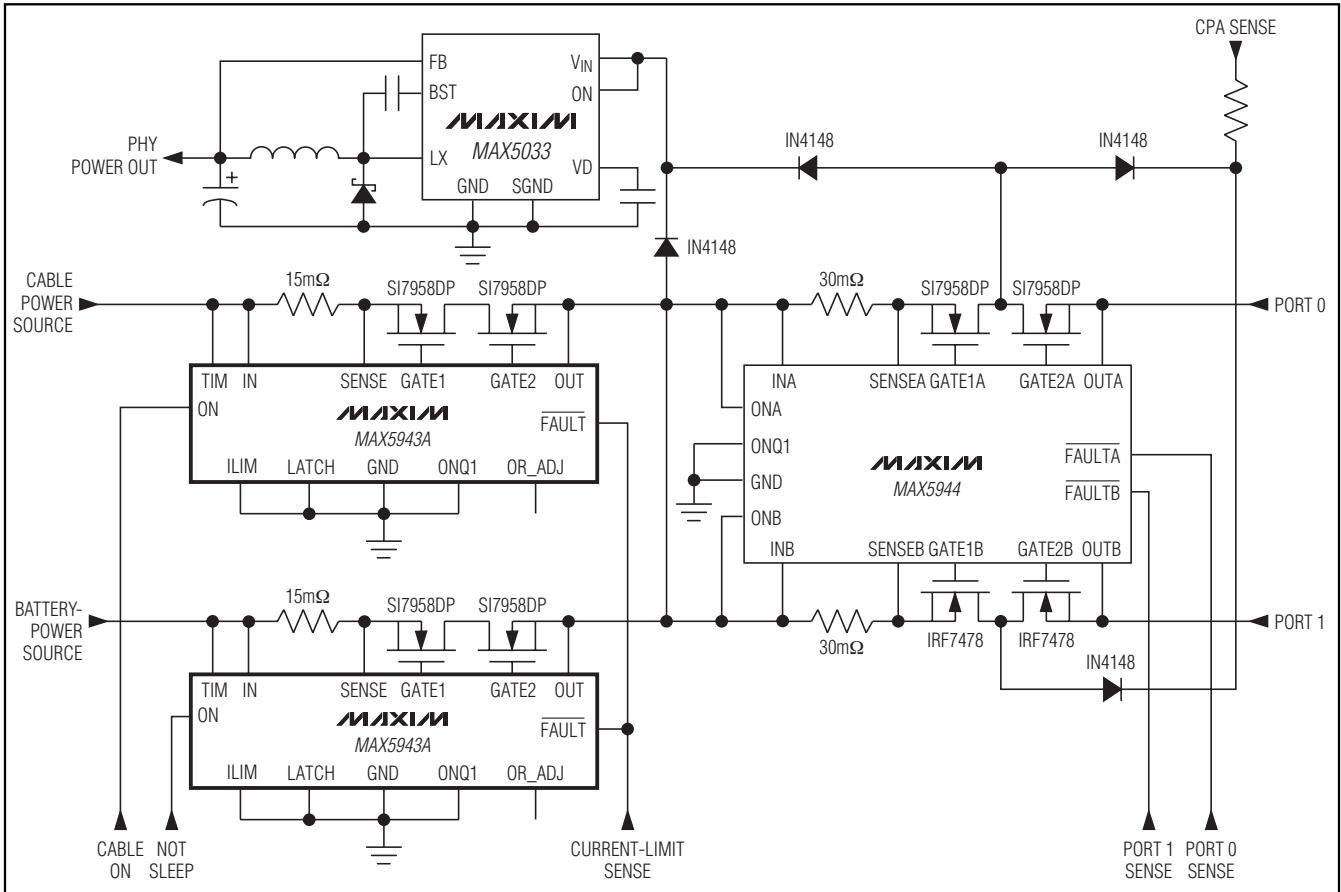 CPA SENSE
FB
VIN
BST
ON
MAXIM
MAX5033
PHY
POWER OUT
LX
VD
GND SGND
IN4148
IN4148
IN4148
CABLE
POWER
SOURCE
15mΩ
SI7958DP SI7958DP
30mΩ
SI7958DP SI7958DP
PORT 0
TIM IN SENSE GATE1 GATE2 OUT
ON
MAXIM
MAX5943A
FAULT
ILIM LATCH GND ONQ1 OR_ADJ
INA SENSEA GATE1A GATE2A OUTA
ONA
ONQ1
GND
ONB
MAXIM
MAX5944
FAULTA
FAULTB
INB SENSEB GATE1B GATE2B OUTB
BATTERY-
POWER
SOURCE
15mΩ
SI7958DP SI7958DP
30mΩ
IRF7478 IRF7478
PORT 1
IN4148
TIM IN SENSE GATE1 GATE2 OUT
ON
MAXIM
MAX5943A
FAULT
ILIM LATCH GND ONQ1 OR_ADJ
CABLE
ON
NOT
SLEEP
CURRENT-LIMIT
SENSE
PORT 1
SENSE
PORT 0
SENSE